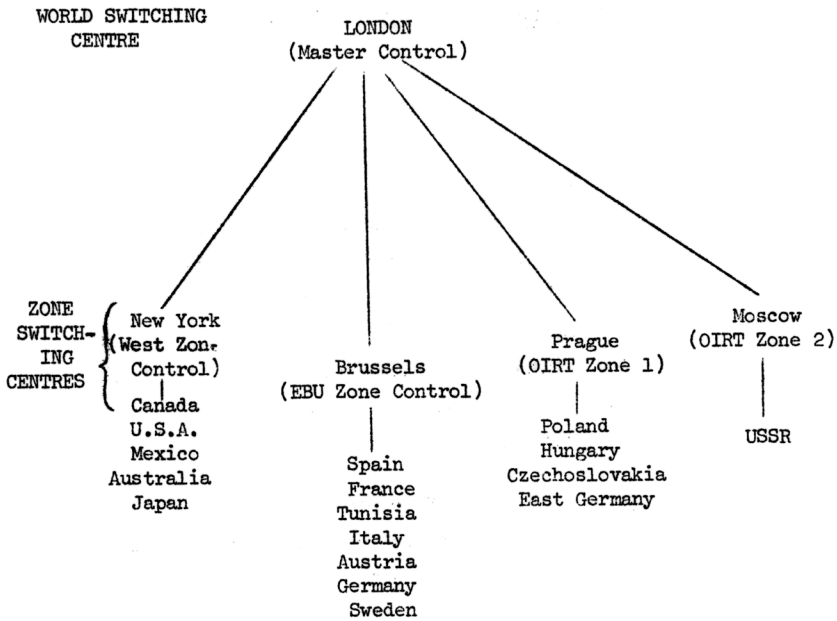 WORLD SWITCHING
CENTRE
LONDON
(Master Control)
ZONE
SWITCH-
ING
CENTRES
New York
(West Zone
Control)
Canada
U.S.A.
Mexico
Australia
Japan
Brussels
(EBU Zone Control)
Spain
France
Tunisia
Italy
Austria
Germany
Sweden
Prague
(OIRT Zone 1)
Poland
Hungary
Czechoslovakia
East Germany
Moscow
(OIRT Zone 2)
USSR